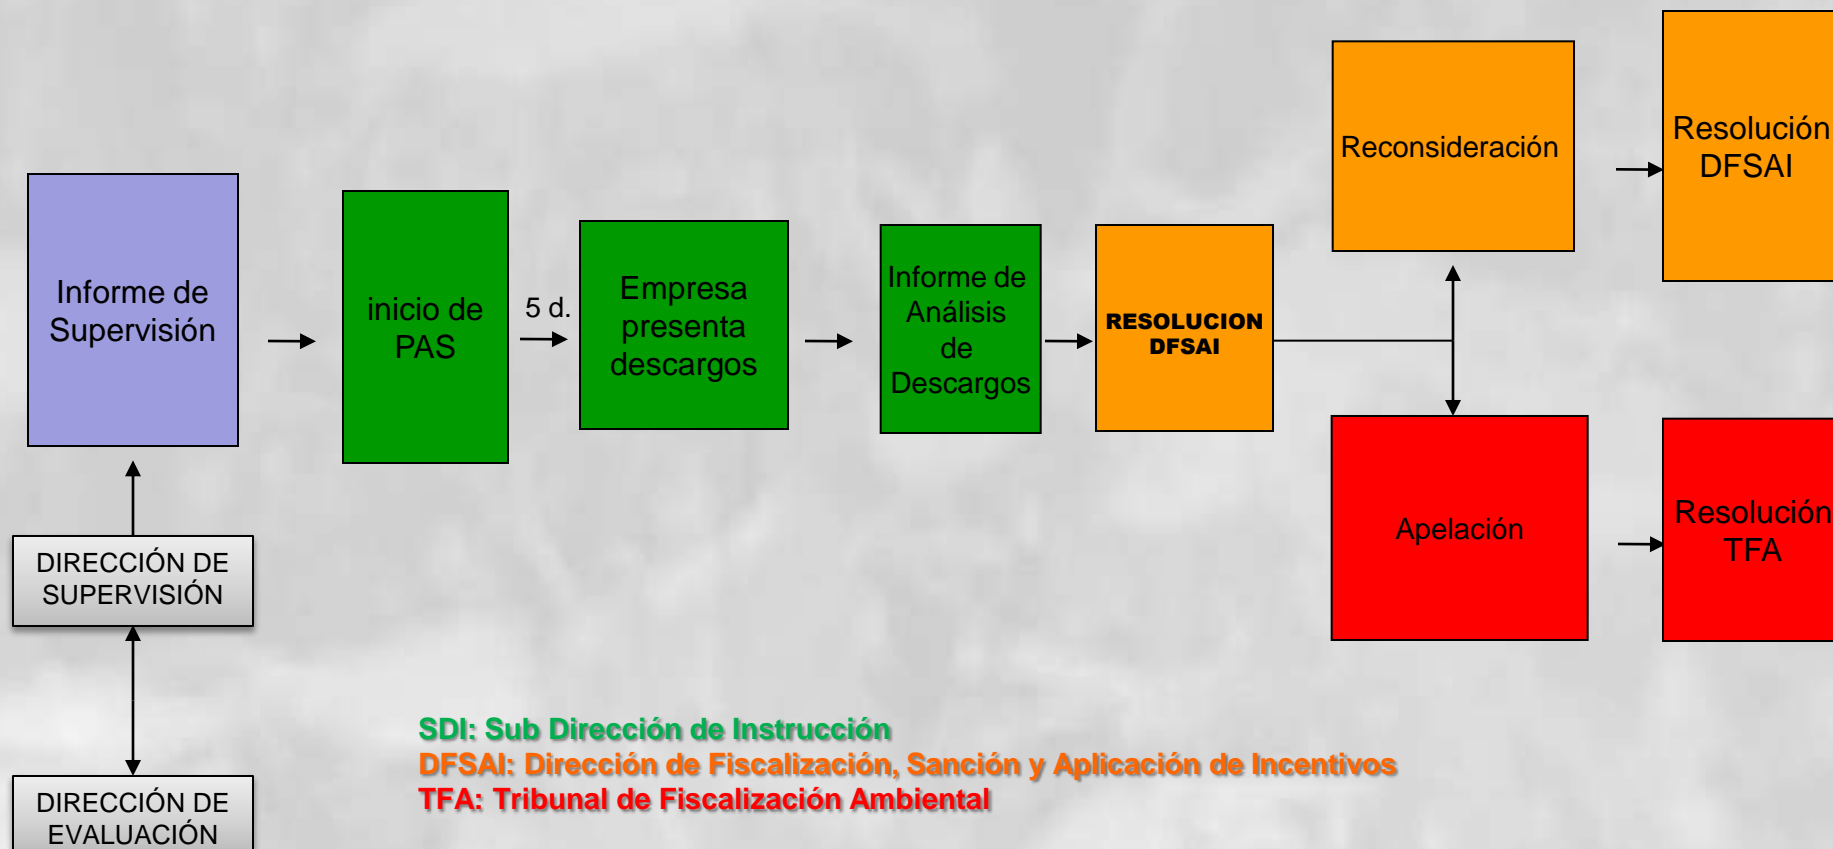 Informe de
Supervisión
inicio de
PAS
5 d.
Empresa
presenta
descargos
Informe de
Análisis
de
Descargos
RESOLUCION
DFSAI
Reconsideración
Resolución
DFSAI
Apelación
Resolución
TFA
DIRECCIÓN DE
SUPERVISIÓN
DIRECCIÓN DE
EVALUACIÓN
SDI: Sub Dirección de Instrucción
DFSAI: Dirección de Fiscalización, Sanción y Aplicación de Incentivos
TFA: Tribunal de Fiscalización Ambiental